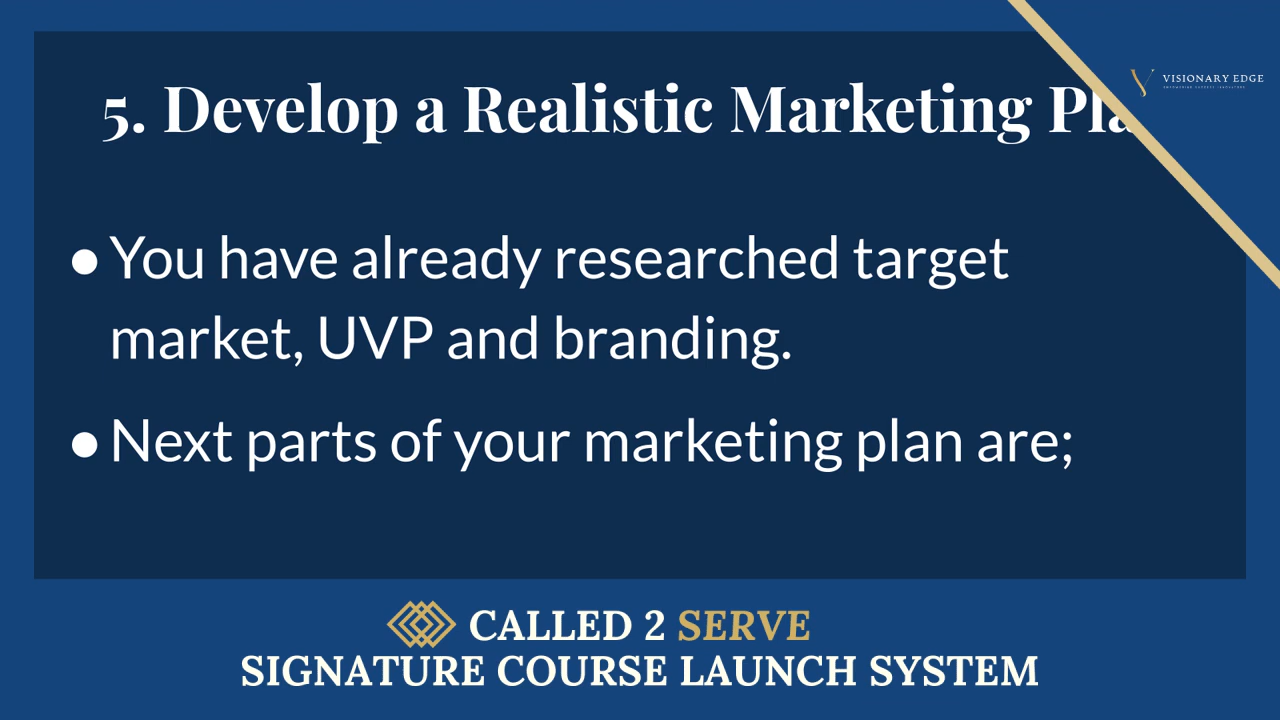 5. Develop a Realistic Marketing Pla
VISIONARY EDGE
● You have already researched target
market, UVP and branding.
● Next parts of your marketing plan are;
CALLED 2 SERVE
SIGNATURE COURSE LAUNCH SYSTEM